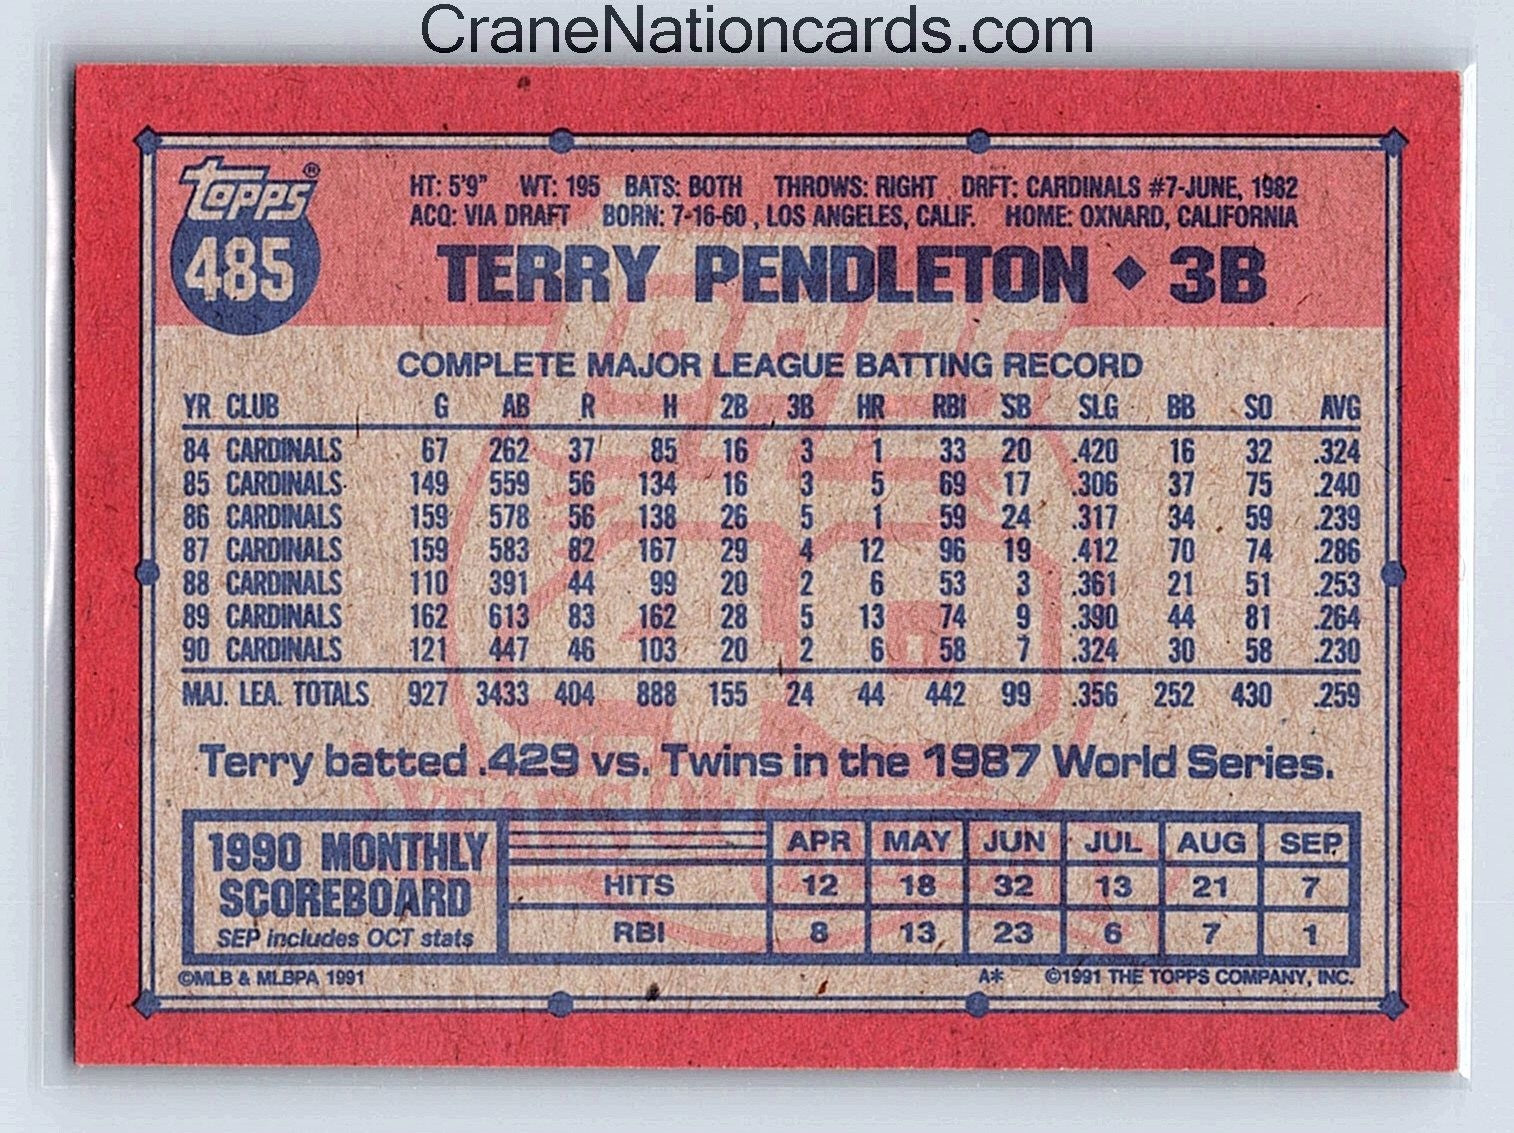 CraneNationcards.com
Topps®
485
HT: 5'9" WT: 195 BATS: BOTH THROWS: RIGHT DRFT: CARDINALS #7-JUNE, 1982
ACQ: VIA DRAFT BORN: 7-16-60 , LOS ANGELES, CALIF. HOME: OXNARD, CALIFORNIA
TERRY PENDLETON ◆ 3B
COMPLETE MAJOR LEAGUE BATTING RECORD
YR CLUB G AB R H 2B 3B HR RBI SB SLG BB SO AVG
84 CARDINALS 67 262 37 85 16 3 1 33 20 .420 16 32 .324
85 CARDINALS 149 559 56 134 16 3 5 69 17 .306 37 75 .240
86 CARDINALS 159 578 56 138 26 5 1 59 24 .317 34 59 .239
87 CARDINALS 159 583 82 167 29 4 12 96 19 .412 70 74 .286
88 CARDINALS 110 391 44 99 20 2 6 53 3 .361 21 51 .253
89 CARDINALS 162 613 83 162 28 5 13 74 9 .390 44 81 .264
90 CARDINALS 121 447 46 103 20 2 6 58 7 .324 30 58 .230
MAJ. LEA. TOTALS 927 3433 404 888 155 24 44 442 99 .356 252 430 .259
Terry batted .429 vs. Twins in the 1987 World Series.
1990 MONTHLY
SCOREBOARD
SEP includes OCT stats
APR MAY JUN JUL AUG SEP
HITS 12 18 32 13 21 7
RBI 8 13 23 6 7 1
©MLB & MLBPA 1991 A* ©1991 THE TOPPS COMPANY, INC.